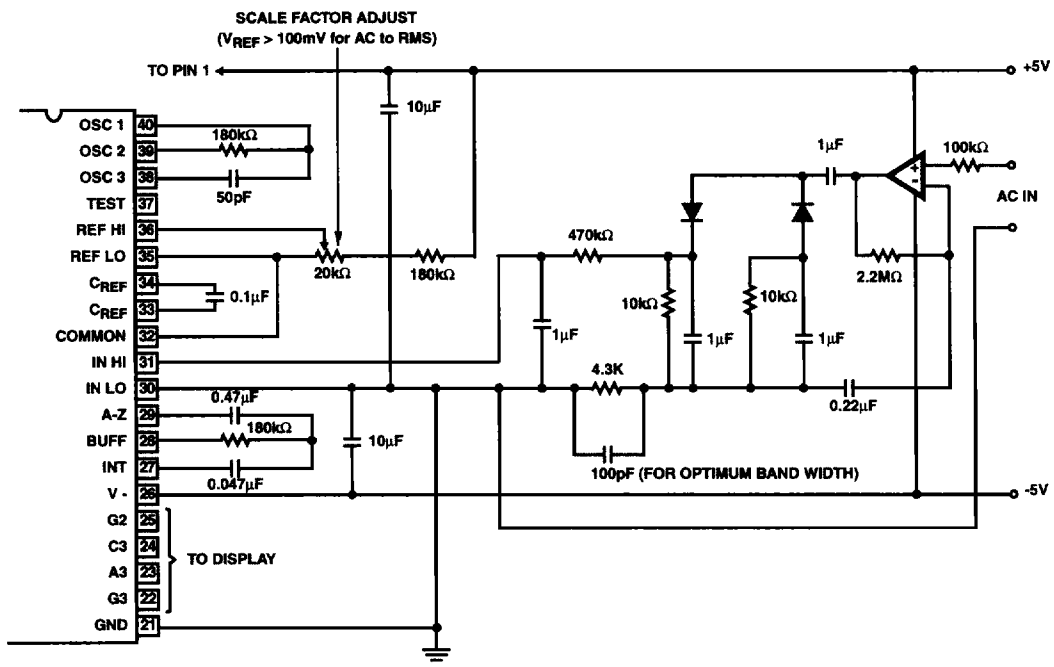 SCALE FACTOR ADJUST
(VREF > 100mV for AC to RMS)
TO PIN 1
+5V
10µF
OSC 1 40
180kΩ
OSC 2 39
OSC 3 38
50pF
TEST 37
REF HI 36
REF LO 35
20kΩ
180kΩ
CREF 34
0.1µF
CREF 33
COMMON 32
IN HI 31
IN LO 30
A-Z 29
0.47µF
BUFF 28
180kΩ
INT 27
0.047µF
V - 26
G2 25
C3 24
A3 23
G3 22
TO DISPLAY
GND 21
10µF
470kΩ
1µF
10kΩ
1µF
10kΩ
1µF
1µF
+
-
100kΩ
AC IN
2.2MΩ
4.3K
0.22µF
100pF (FOR OPTIMUM BAND WIDTH)
-5V